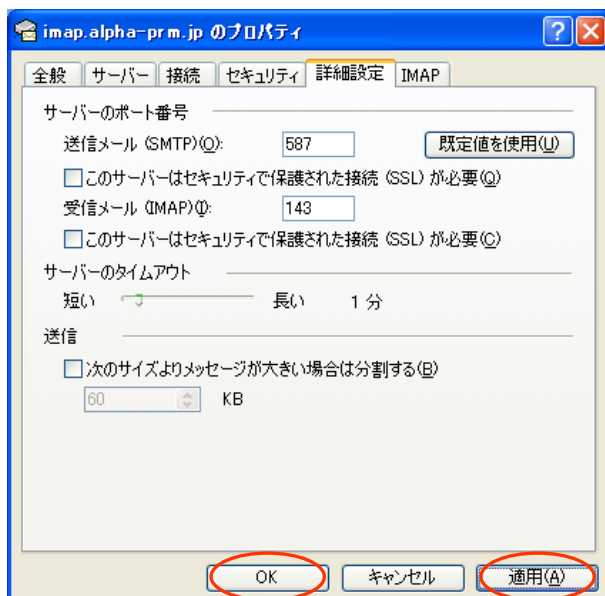 imap.alpha-prm.jp のプロパティ
全般 サーバー 接続 セキュリティ 詳細設定 IMAP
サーバーのポート番号
送信メール (SMTP)(O): 587 既定値を使用(U)
このサーバーはセキュリティで保護された接続 (SSL) が必要(Q)
受信メール (IMAP)(I): 143
このサーバーはセキュリティで保護された接続 (SSL) が必要(C)
サーバーのタイムアウト
短い 長い 1 分
送信
次のサイズよりメッセージが大きい場合は分割する(B)
60 KB
OK キャンセル 適用(A)